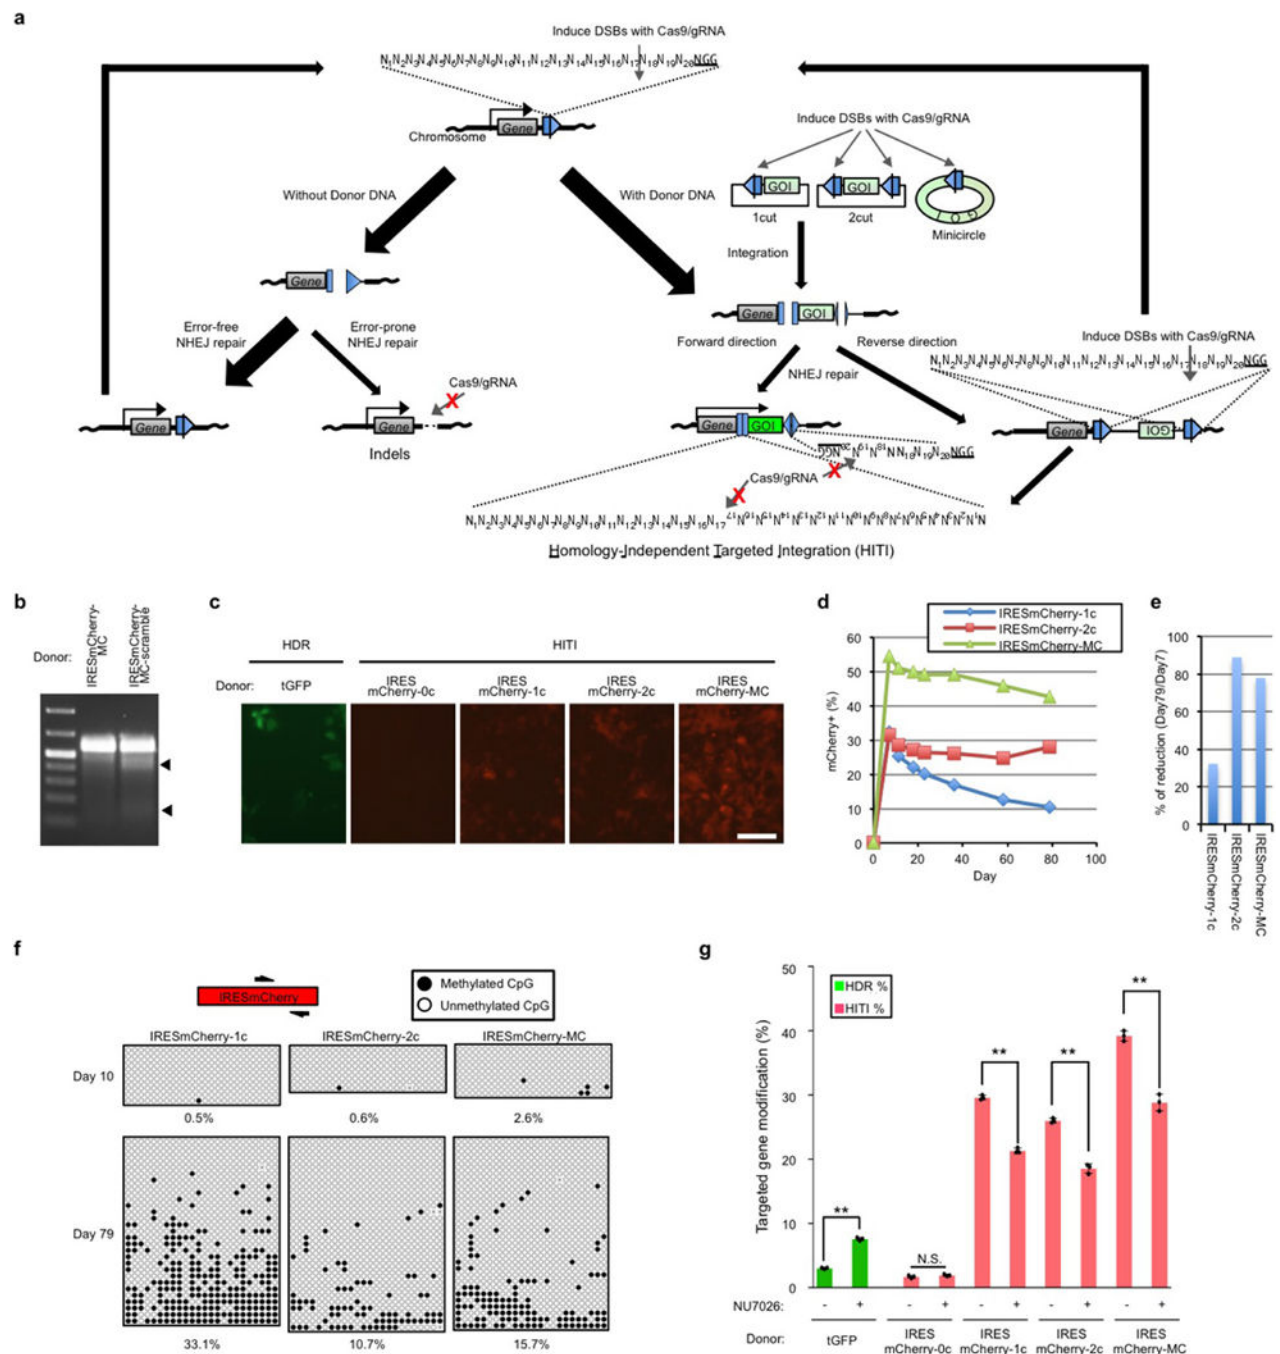 a
Induce DSBs with Cas9/gRNA
N1N2N3N4N5N6N7N8N9N10N11N12N13N14N15N16N17N18N19N20NGG
Chromosome
Gene
Induce DSBs with Cas9/gRNA
Without Donor DNA
With Donor DNA
GOI
GOI
GOI
1cut
2cut
Minicircle
Integration
Gene
Gene
GOI
Error-free
NHEJ repair
Error-prone
NHEJ repair
Forward direction
Reverse direction
NHEJ repair
Induce DSBs with Cas9/gRNA
N1N2N3N4N5N6N7N8N9N10N11N12N13N14N15N16N17N18N19N20NGG
Cas9/gRNA
Gene
Gene
Indels
Gene
GOI
Gene
GOI
Cas9/gRNA
N1N2N3N4N5N6N7N8N9N10N11N12N13N14N15N16N17
Homology-Independent Targeted Integration (HITI)
b
Donor:
IRESmCherry-
MC
IRESmCherry-
MC-scramble
c
HDR
HITI
Donor:
tGFP
IRES
mCherry-0c
IRES
mCherry-1c
IRES
mCherry-2c
IRES
mCherry-MC
d
IRESmCherry-1c
IRESmCherry-2c
IRESmCherry-MC
mCherry+ (%)
60
50
40
30
20
10
0
0 20 40 60 80 100
Day
e
% of reduction (Day79/Day7)
100
80
60
40
20
0
IRESmCherry-1c
IRESmCherry-2c
IRESmCherry-MC
f
IRESmCherry
Methylated CpG
Unmethylated CpG
IRESmCherry-1c
IRESmCherry-2c
IRESmCherry-MC
Day 10
0.5%
0.6%
2.6%
Day 79
33.1%
10.7%
15.7%
g
HDR %
HITI %
Targeted gene modification (%)
50
40
30
20
10
0
**
N.S.
**
**
**
NU7026:
- + - + - + - + - +
Donor:
tGFP
IRES
mCherry-0c
IRES
mCherry-1c
IRES
mCherry-2c
IRES
mCherry-MC